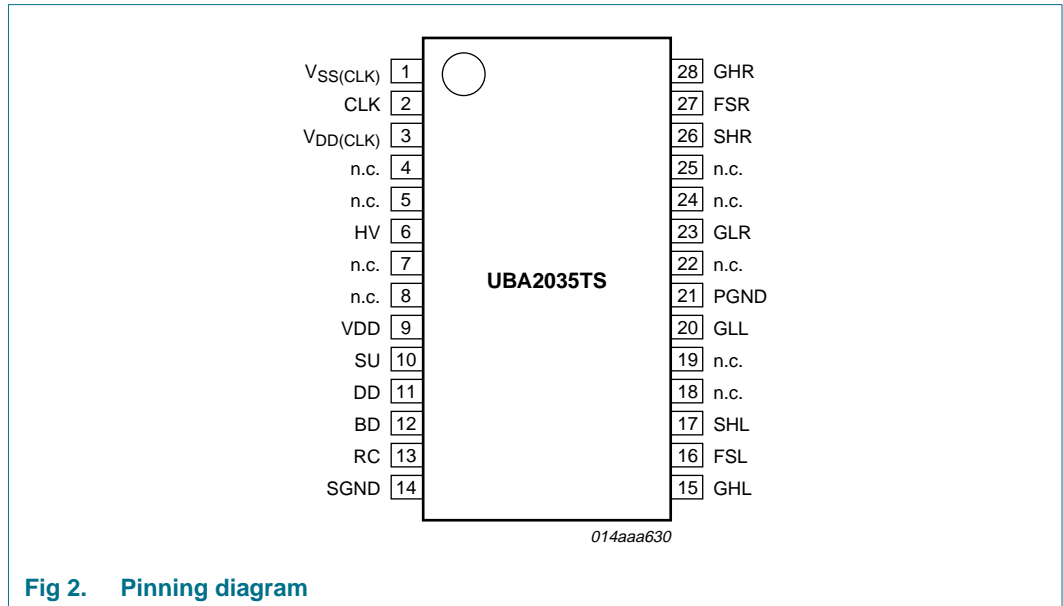 VSS(CLK) 1
CLK 2
VDD(CLK) 3
n.c. 4
n.c. 5
HV 6
n.c. 7
n.c. 8
VDD 9
SU 10
DD 11
BD 12
RC 13
SGND 14
UBA2035TS
28 GHR
27 FSR
26 SHR
25 n.c.
24 n.c.
23 GLR
22 n.c.
21 PGND
20 GLL
19 n.c.
18 n.c.
17 SHL
16 FSL
15 GHL
014aaa630
Fig 2. Pinning diagram